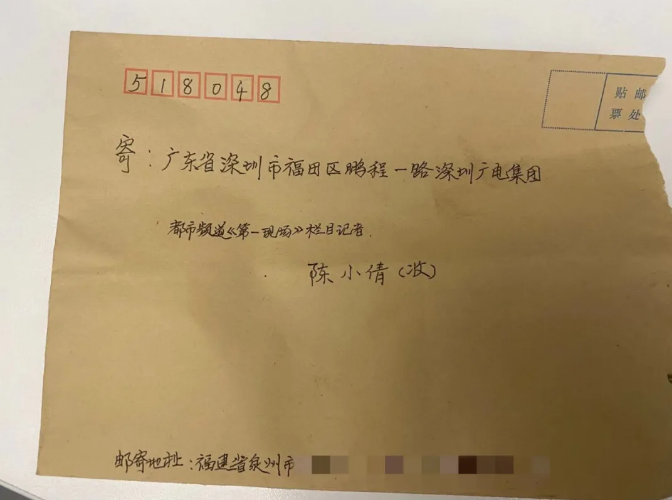 518048
贴邮
票处
寄：广东省深圳市福田区鹏程一路深圳广电集团
都市频道《第一现场》栏目记者
陈小倩（收）
邮寄地址：福建省泉州市